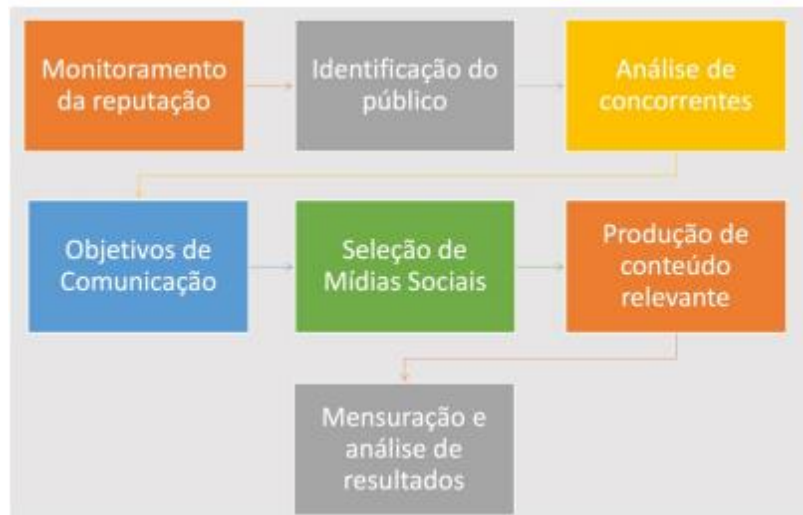 Monitoramento
da reputação
Identificação do
público
Análise de
concorrentes
Objetivos de
Comunicação
Seleção de
Mídias Sociais
Produção de
conteúdo
relevante
Mensuração e
análise de
resultados